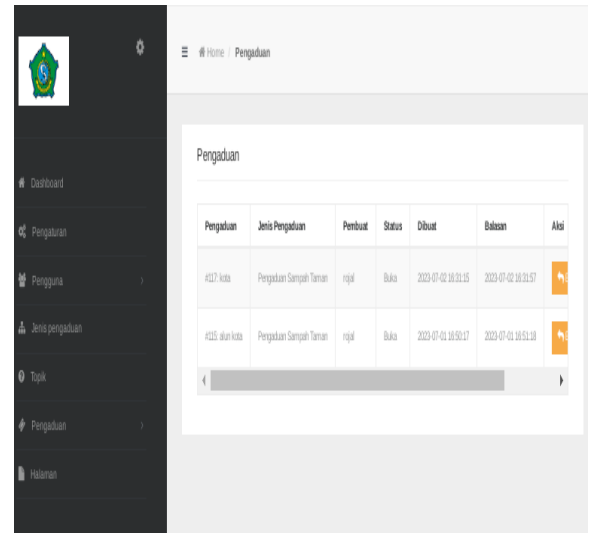 Home / Pengaduan
Dashboard
Pengaturan
Pengguna
Jenis pengaduan
Topik
Pengaduan
Halaman
Pengaduan
Pengaduan Jenis Pengaduan Pembuat Status Dibuat Balasan Aksi
#117: kota Pengaduan Sampah Taman rojal Buka 2023-07-02 16:31:15 2023-07-02 16:31:57
#115: alun kota Pengaduan Sampah Taman rojal Buka 2023-07-01 16:50:17 2023-07-01 16:51:18